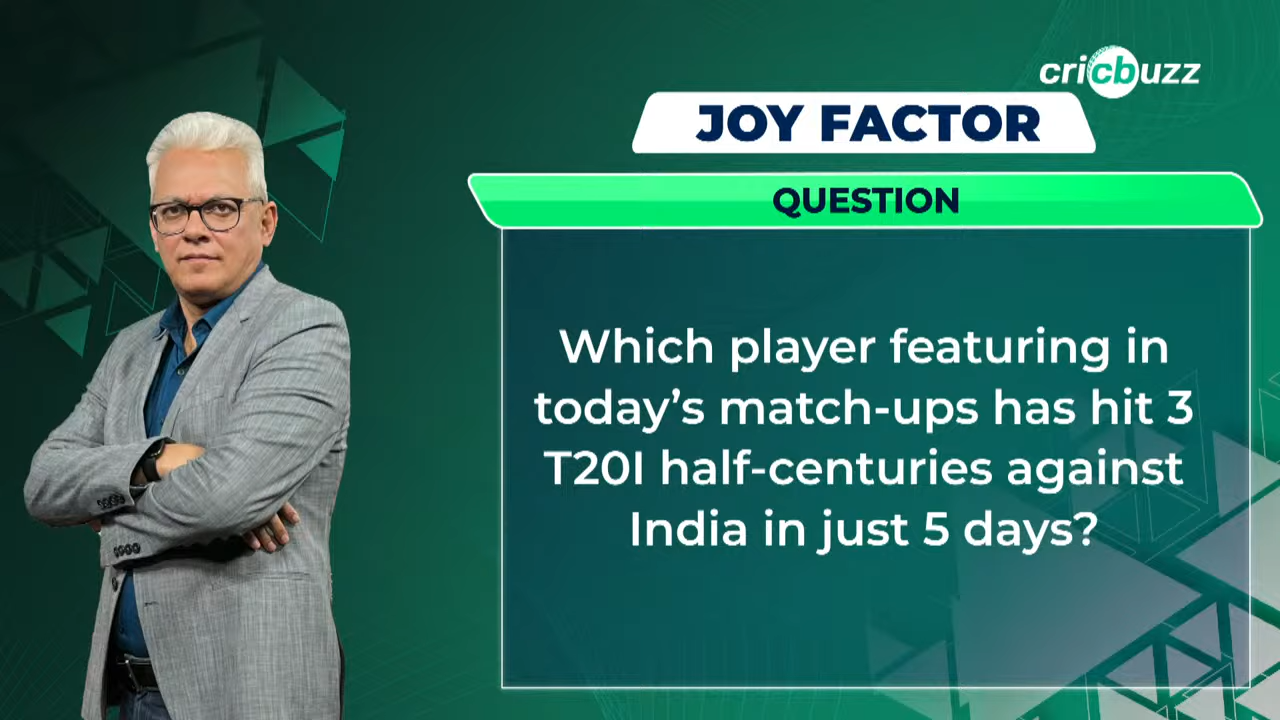 cricbuzz
JOY FACTOR
QUESTION
Which player featuring in
today's match-ups has hit 3
T20I half-centuries against
India in just 5 days?